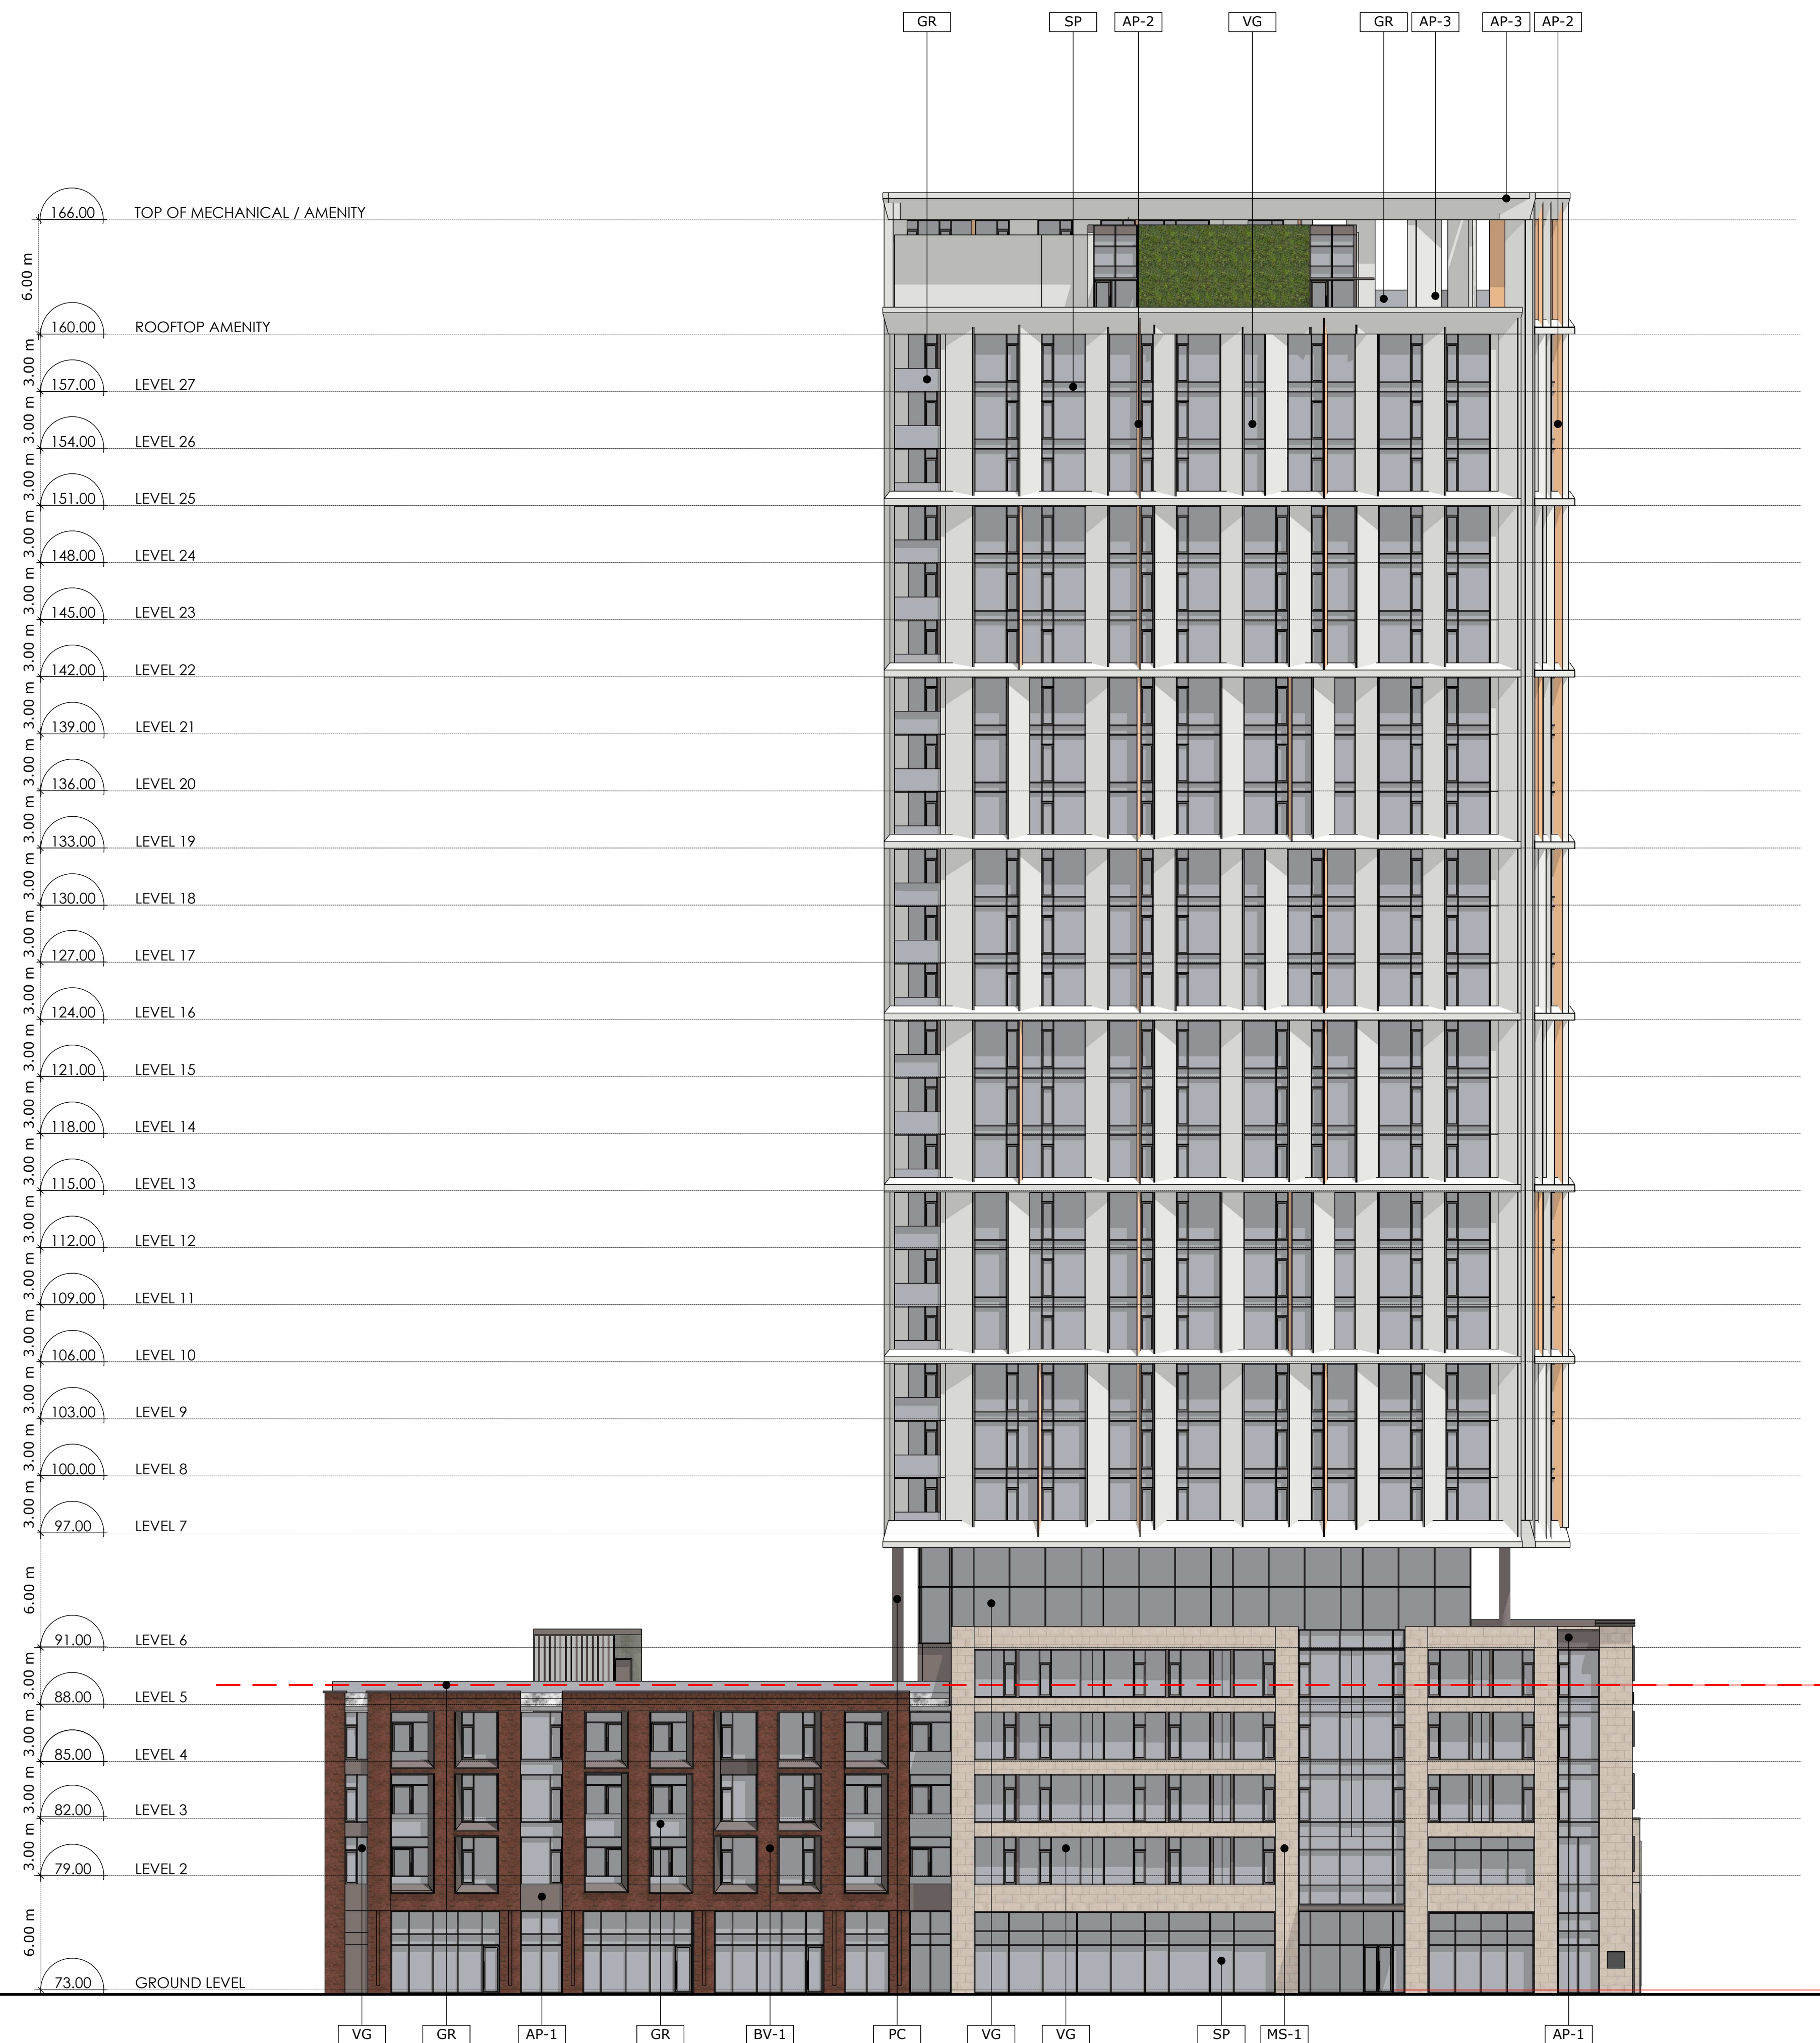 GR SP AP-2 VG GR AP-3 AP-3 AP-2
166.00 TOP OF MECHANICAL / AMENITY
6.000 m
160.00 ROOFTOP AMENITY
3.00 m
157.00 LEVEL 27
3.00 m
154.00 LEVEL 26
3.00 m
151.00 LEVEL 25
3.00 m
148.00 LEVEL 24
3.00 m
145.00 LEVEL 23
3.00 m
142.00 LEVEL 22
3.00 m
139.00 LEVEL 21
3.00 m
136.00 LEVEL 20
3.00 m
133.00 LEVEL 19
3.00 m
130.00 LEVEL 18
3.00 m
127.00 LEVEL 17
3.00 m
124.00 LEVEL 16
3.00 m
121.00 LEVEL 15
3.00 m
118.00 LEVEL 14
3.00 m
115.00 LEVEL 13
3.00 m
112.00 LEVEL 12
3.00 m
109.00 LEVEL 11
3.00 m
106.00 LEVEL 10
3.00 m
103.00 LEVEL 9
3.00 m
100.00 LEVEL 8
3.00 m
97.00 LEVEL 7
6.00 m
91.00 LEVEL 6
3.000 m
88.00 LEVEL 5
3.00 m
85.00 LEVEL 4
3.00 m
82.00 LEVEL 3
3.000 m
79.00 LEVEL 2
6.00 m
73.00 GROUND LEVEL
VG GR AP-1 GR BV-1 PC VG VG SP MS-1 AP-1